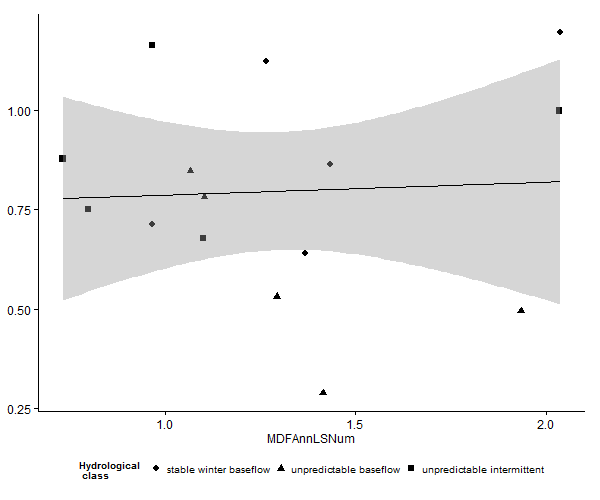 1.00
0.75
0.50
0.25
1.0 1.5 2.0
MDFAnnLSNum
Hydrological
class
stable winter baseflow unpredictable baseflow unpredictable intermittent